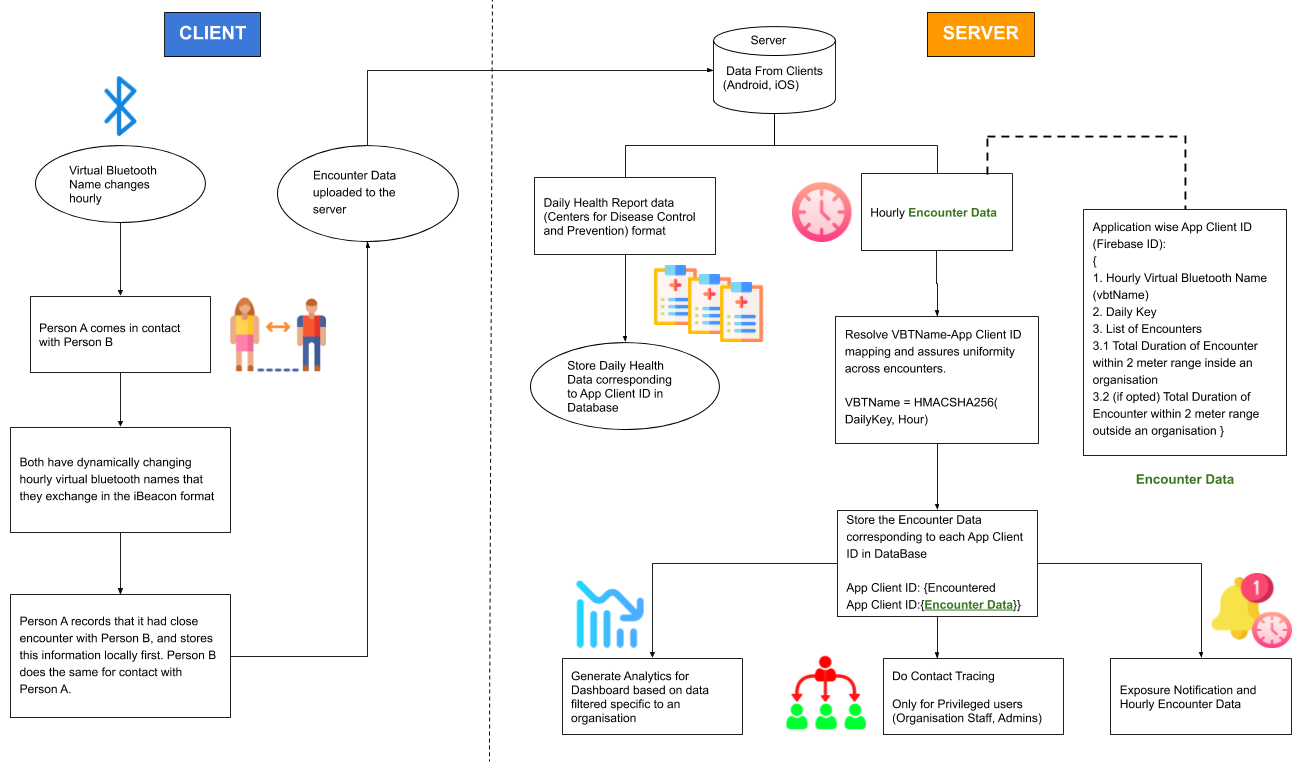 CLIENT
Virtual Bluetooth
Name changes
hourly
Person A comes in contact
with Person B
Both have dynamically changing
hourly virtual bluetooth names that
they exchange in the iBeacon format
Person A records that it had close
encounter with Person B, and stores
this information locally first. Person B
does the same for contact with
Person A.
Encounter Data
uploaded to the
server
SERVER
Server
Data From Clients
(Android, iOS)
Daily Health Report data
(Centers for Disease Control
and Prevention) format
Store Daily Health
Data corresponding
to App Client ID in
Database
Hourly Encounter Data
Application wise App Client ID
(Firebase ID):
{
1. Hourly Virtual Bluetooth Name
(vbtName)
2. Daily Key
3. List of Encounters
3.1 Total Duration of Encounter
within 2 meter range inside an
organisation
3.2 (if opted) Total Duration of
Encounter within 2 meter range
outside an organisation }
Encounter Data
Resolve VBTName-App Client ID
mapping and assures uniformity
across encounters.
VBTName = HMACSHA256(
DailyKey, Hour)
Store the Encounter Data
corresponding to each App Client
ID in DataBase
App Client ID: {Encountered
App Client ID:{Encounter Data}}
Generate Analytics for
Dashboard based on data
filtered specific to an
organisation
Do Contact Tracing
Only for Privileged users
(Organisation Staff, Admins)
1
Exposure Notification and
Hourly Encounter Data